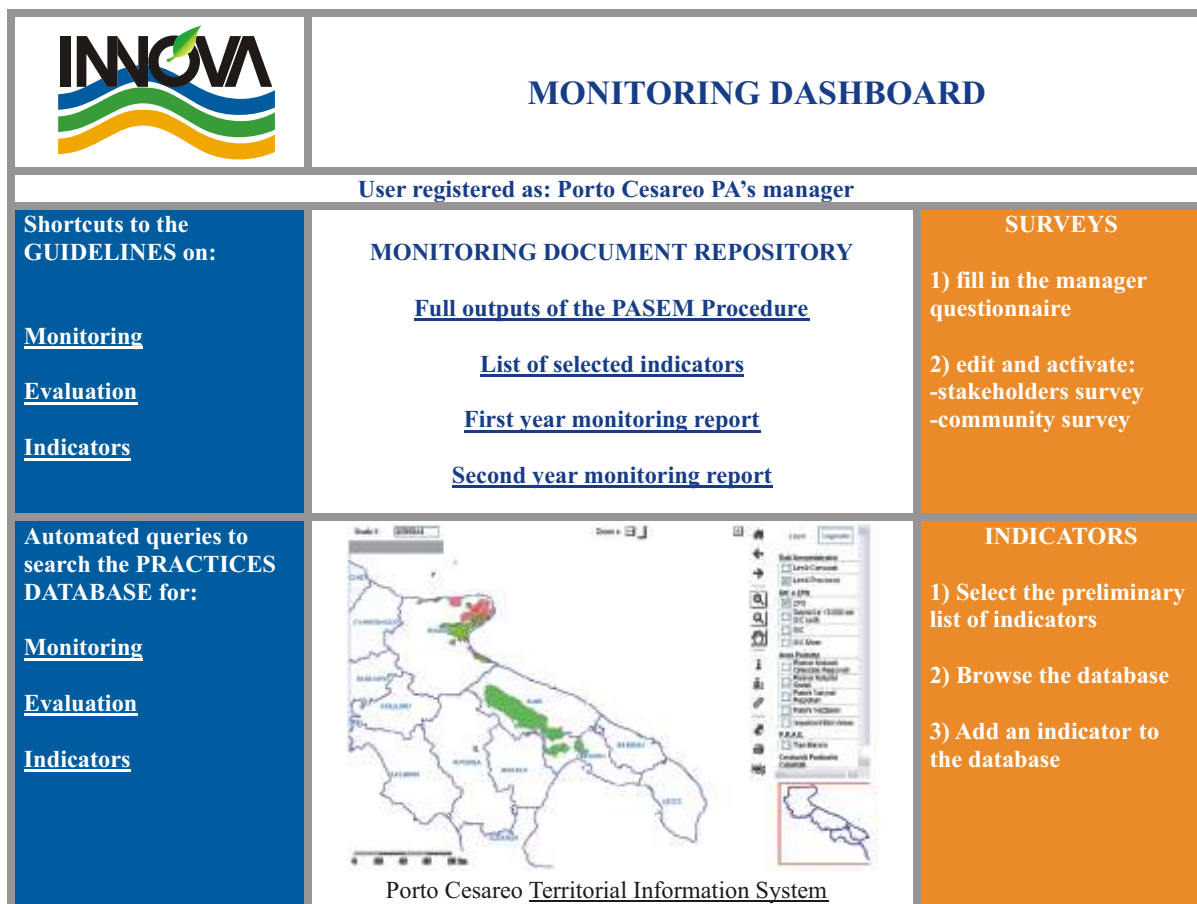 INNOVA
MONITORING DASHBOARD
User registered as: Porto Cesareo PA's manager
Shortcuts to the
GUIDELINES on:
Monitoring
Evaluation
Indicators
MONITORING DOCUMENT REPOSITORY
Full outputs of the PASEM Procedure
List of selected indicators
First year monitoring report
Second year monitoring report
SURVEYS
1) fill in the manager
questionnaire
2) edit and activate:
-stakeholders survey
-community survey
Automated queries to
search the PRACTICES
DATABASE for:
Monitoring
Evaluation
Indicators
Porto Cesareo Territorial Information System
INDICATORS
1) Select the preliminary
list of indicators
2) Browse the database
3) Add an indicator to
the database